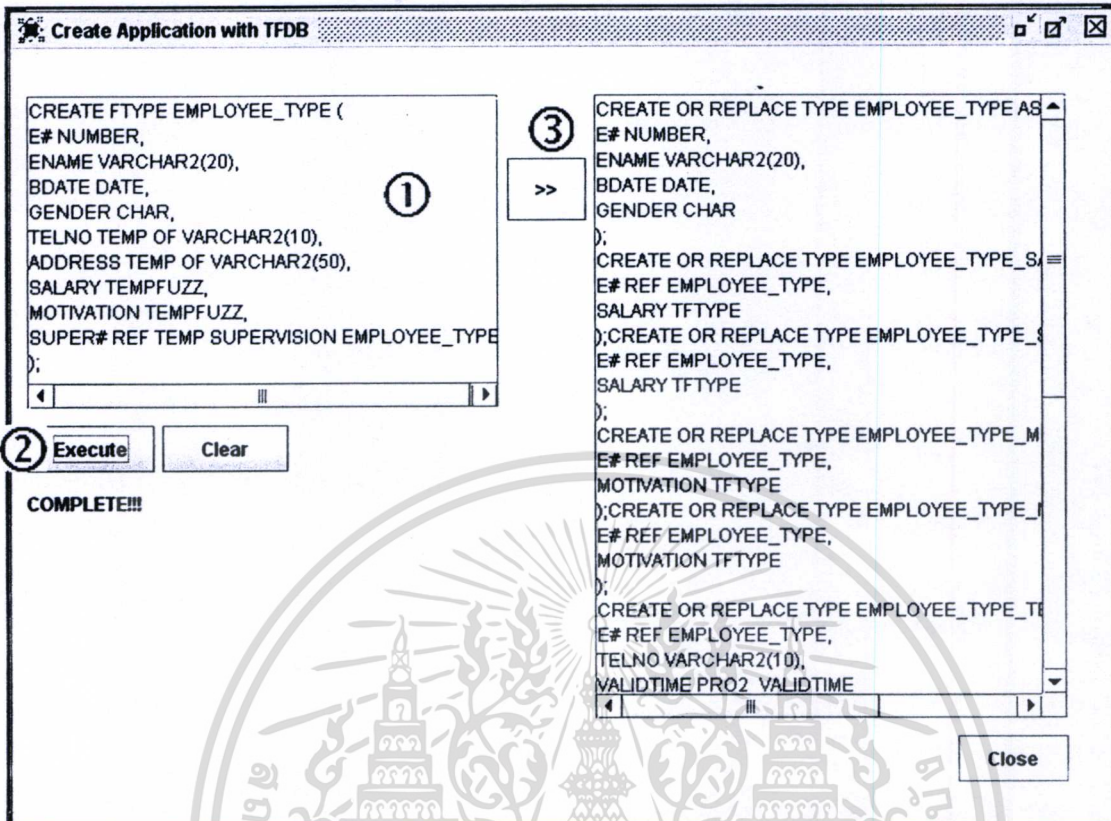 Create Application with TFDB
CREATE FTYPE EMPLOYEE_TYPE (
E# NUMBER,
ENAME VARCHAR2(20),
BDATE DATE,
GENDER CHAR,
TELNO TEMP OF VARCHAR2(10),
ADDRESS TEMP OF VARCHAR2(50),
SALARY TEMPFUZZ,
MOTIVATION TEMPFUZZ,
SUPER# REF TEMP SUPERVISION EMPLOYEE_TYPE
);
①
②
Execute
Clear
COMPLETE!!!
③
>>
CREATE OR REPLACE TYPE EMPLOYEE_TYPE AS
E# NUMBER,
ENAME VARCHAR2(20),
BDATE DATE,
GENDER CHAR
);
CREATE OR REPLACE TYPE EMPLOYEE_TYPE_SA
E# REF EMPLOYEE_TYPE,
SALARY TFTYPE
);CREATE OR REPLACE TYPE EMPLOYEE_TYPE_S
E# REF EMPLOYEE_TYPE,
SALARY TFTYPE
);
CREATE OR REPLACE TYPE EMPLOYEE_TYPE_M
E# REF EMPLOYEE_TYPE,
MOTIVATION TFTYPE
);CREATE OR REPLACE TYPE EMPLOYEE_TYPE_
E# REF EMPLOYEE_TYPE,
MOTIVATION TFTYPE
);
CREATE OR REPLACE TYPE EMPLOYEE_TYPE_TE
E# REF EMPLOYEE_TYPE,
TELNO VARCHAR2(10),
VALIDTIME PRO2_VALIDTIME
Close